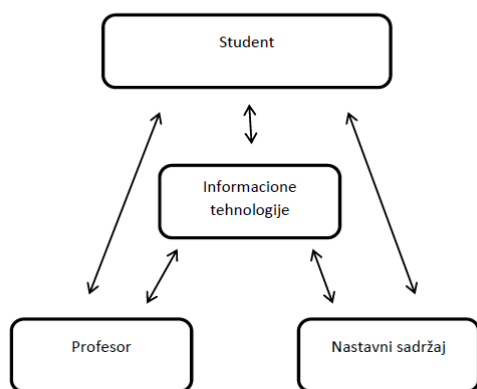 Student
Informacione
tehnologije
Profesor
Nastavni sadržaj